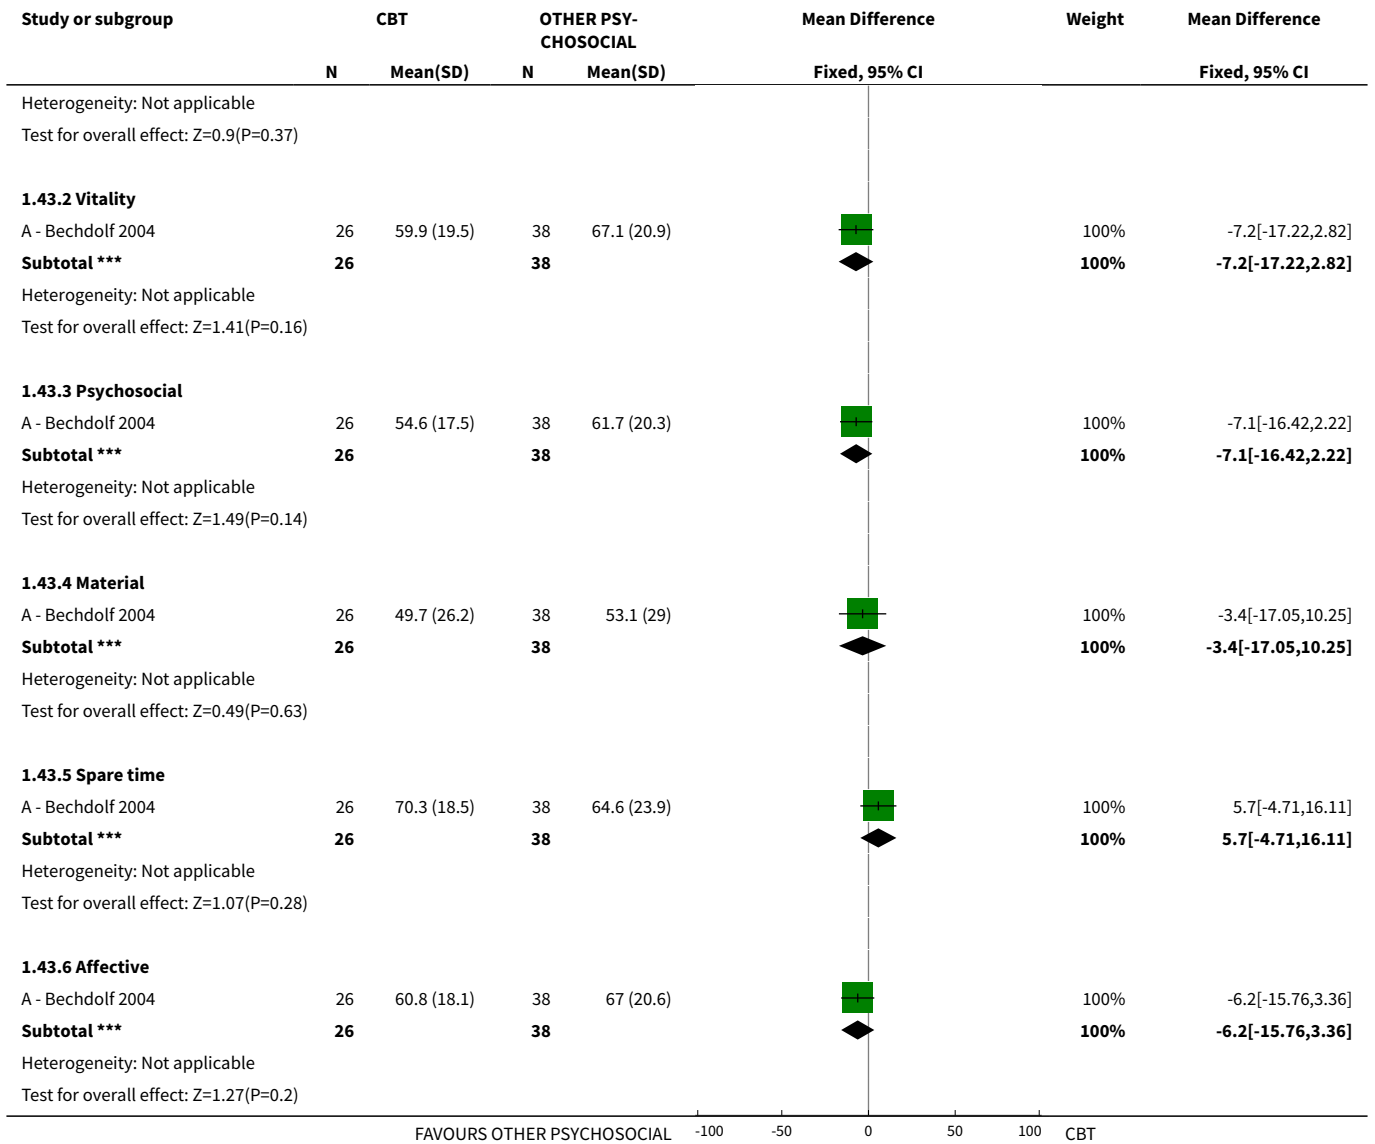 Study or subgroup CBT OTHER PSY- Mean Difference Weight Mean Difference
CHOSOCIAL
N Mean(SD) N Mean(SD) Fixed, 95% CI Fixed, 95% CI
Heterogeneity: Not applicable
Test for overall effect: Z=0.9(P=0.37)
1.43.2 Vitality
A - Bechdolf 2004 26 59.9 (19.5) 38 67.1 (20.9) 100% -7.2[-17.22,2.82]
Subtotal *** 26 38 100% -7.2[-17.22,2.82]
Heterogeneity: Not applicable
Test for overall effect: Z=1.41(P=0.16)
1.43.3 Psychosocial
A - Bechdolf 2004 26 54.6 (17.5) 38 61.7 (20.3) 100% -7.1[-16.42,2.22]
Subtotal *** 26 38 100% -7.1[-16.42,2.22]
Heterogeneity: Not applicable
Test for overall effect: Z=1.49(P=0.14)
1.43.4 Material
A - Bechdolf 2004 26 49.7 (26.2) 38 53.1 (29) 100% -3.4[-17.05,10.25]
Subtotal *** 26 38 100% -3.4[-17.05,10.25]
Heterogeneity: Not applicable
Test for overall effect: Z=0.49(P=0.63)
1.43.5 Spare time
A - Bechdolf 2004 26 70.3 (18.5) 38 64.6 (23.9) 100% 5.7[-4.71,16.11]
Subtotal *** 26 38 100% 5.7[-4.71,16.11]
Heterogeneity: Not applicable
Test for overall effect: Z=1.07(P=0.28)
1.43.6 Affective
A - Bechdolf 2004 26 60.8 (18.1) 38 67 (20.6) 100% -6.2[-15.76,3.36]
Subtotal *** 26 38 100% -6.2[-15.76,3.36]
Heterogeneity: Not applicable
Test for overall effect: Z=1.27(P=0.2)
FAVOURS OTHER PSYCHOSOCIAL -100 -50 0 50 100 CBT